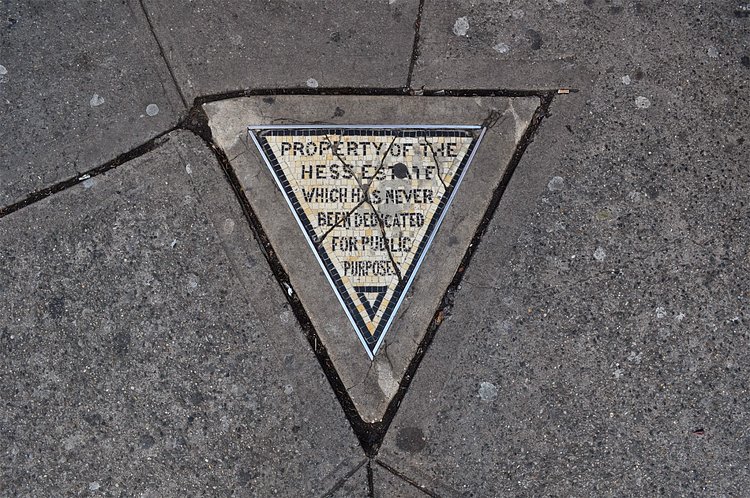 PROPERTY OF THE
HESS ESTATE
WHICH HAS NEVER
BEEN DEDICATED
FOR PUBLIC
PURPOSES